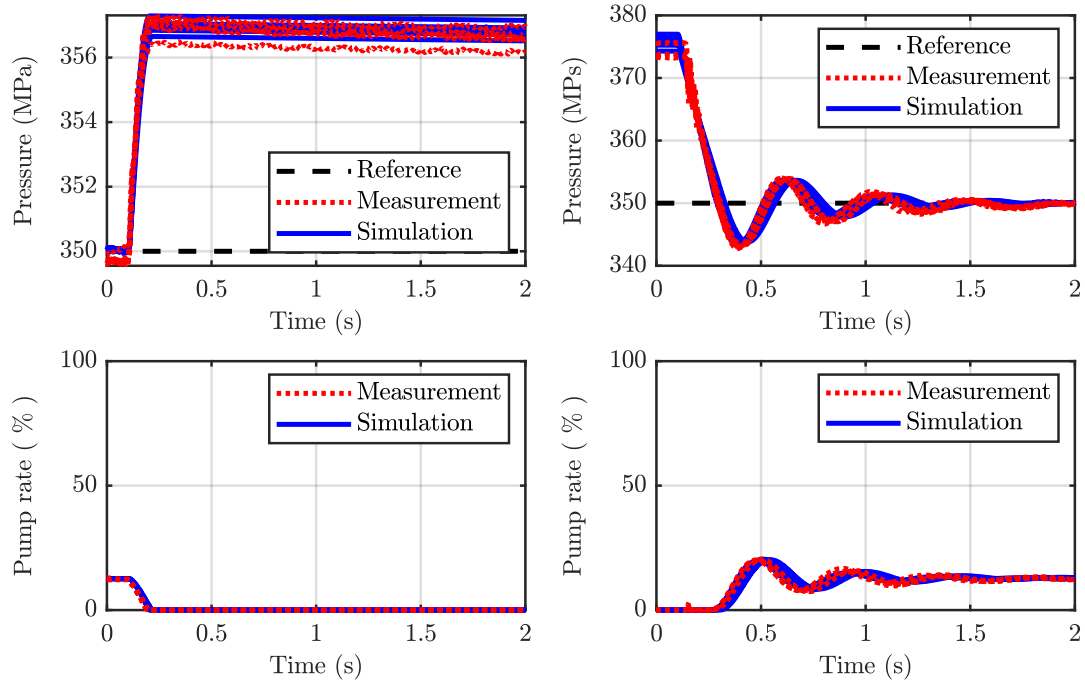 Pressure (MPa)
356
354
352
350
Reference
Measurement
Simulation
0
0.5
1
1.5
2
Time (s)
Pressure (MPs)
380
370
360
350
340
Reference
Measurement
Simulation
0
0.5
1
1.5
2
Time (s)
Pump rate ( % )
100
50
0
Measurement
Simulation
0
0.5
1
1.5
2
Time (s)
Pump rate ( % )
100
50
0
Measurement
Simulation
0
0.5
1
1.5
2
Time (s)